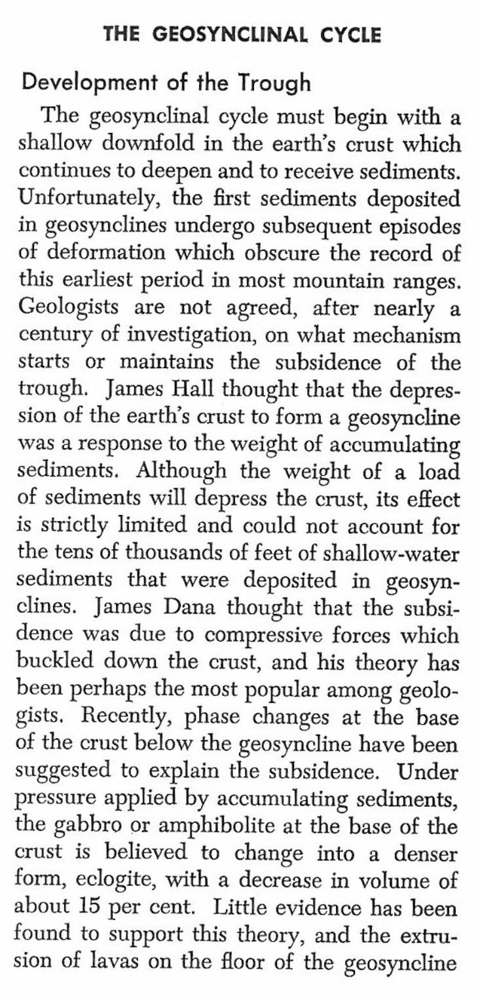 THE GEOSYNCLINAL CYCLE
Development of the Trough
The geosynclinal cycle must begin with a
shallow downfold in the earth's crust which
continues to deepen and to receive sediments.
Unfortunately, the first sediments deposited
in geosynclines undergo subsequent episodes
of deformation which obscure the record of
this earliest period in most mountain ranges.
Geologists are not agreed, after nearly a
century of investigation, on what mechanism
starts or maintains the subsidence of the
trough. James Hall thought that the depres-
sion of the earth's crust to form a geosyncline
was a response to the weight of accumulating
sediments. Although the weight of a load
of sediments will depress the crust, its effect
is strictly limited and could not account for
the tens of thousands of feet of shallow-water
sediments that were deposited in geosyn-
clines. James Dana thought that the subsi-
dence was due to compressive forces which
buckled down the crust, and his theory has
been perhaps the most popular among geolo-
gists. Recently, phase changes at the base
of the crust below the geosyncline have been
suggested to explain the subsidence. Under
pressure applied by accumulating sediments,
the gabbro or amphibolite at the base of the
crust is believed to change into a denser
form, eclogite, with a decrease in volume of
about 15 per cent. Little evidence has been
found to support this theory, and the extru-
sion of lavas on the floor of the geosyncline